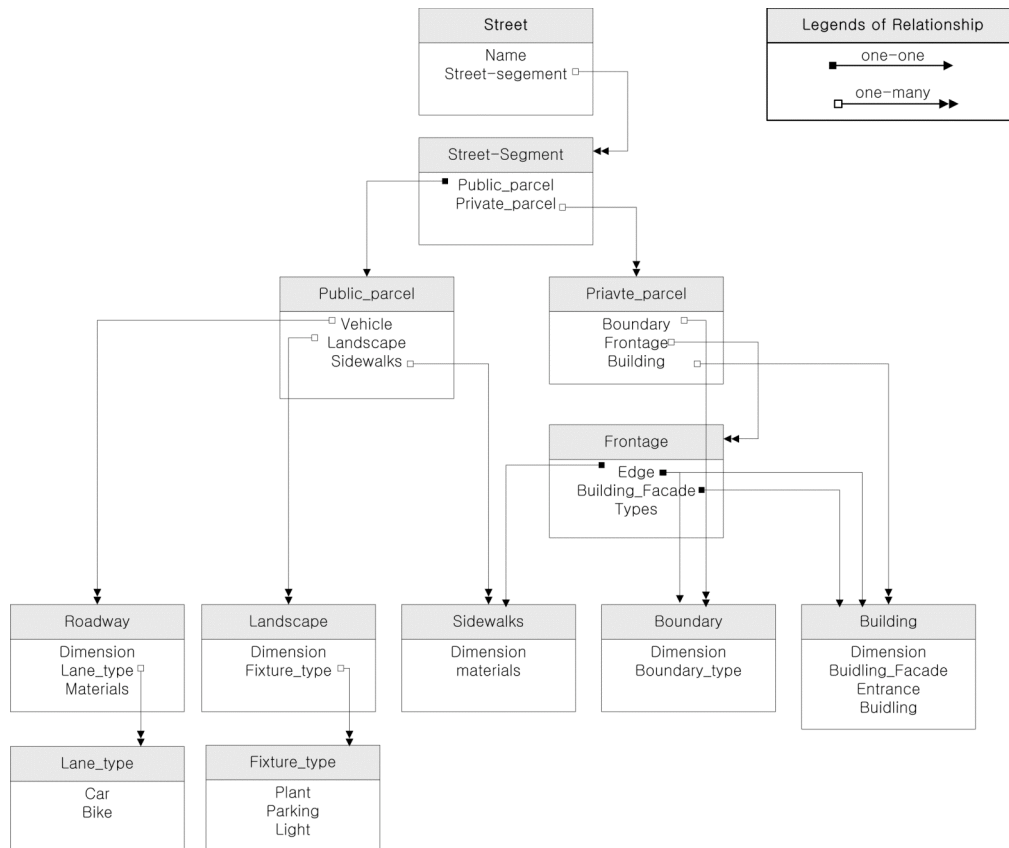 Street
Name
Street-segement
Legends of Relationship
one-one
one-many
Street-Segment
Public_parcel
Private_parcel
Public_parcel
Vehicle
Landscape
Sidewalks
Priavte_parcel
Boundary
Frontage
Building
Frontage
Edge
Building_Facade
Types
Roadway
Dimension
Lane_type
Materials
Landscape
Dimension
Fixture_type
Sidewalks
Dimension
materials
Boundary
Dimension
Boundary_type
Building
Dimension
Buidling_Facade
Entrance
Buidling
Lane_type
Car
Bike
Fixture_type
Plant
Parking
Light